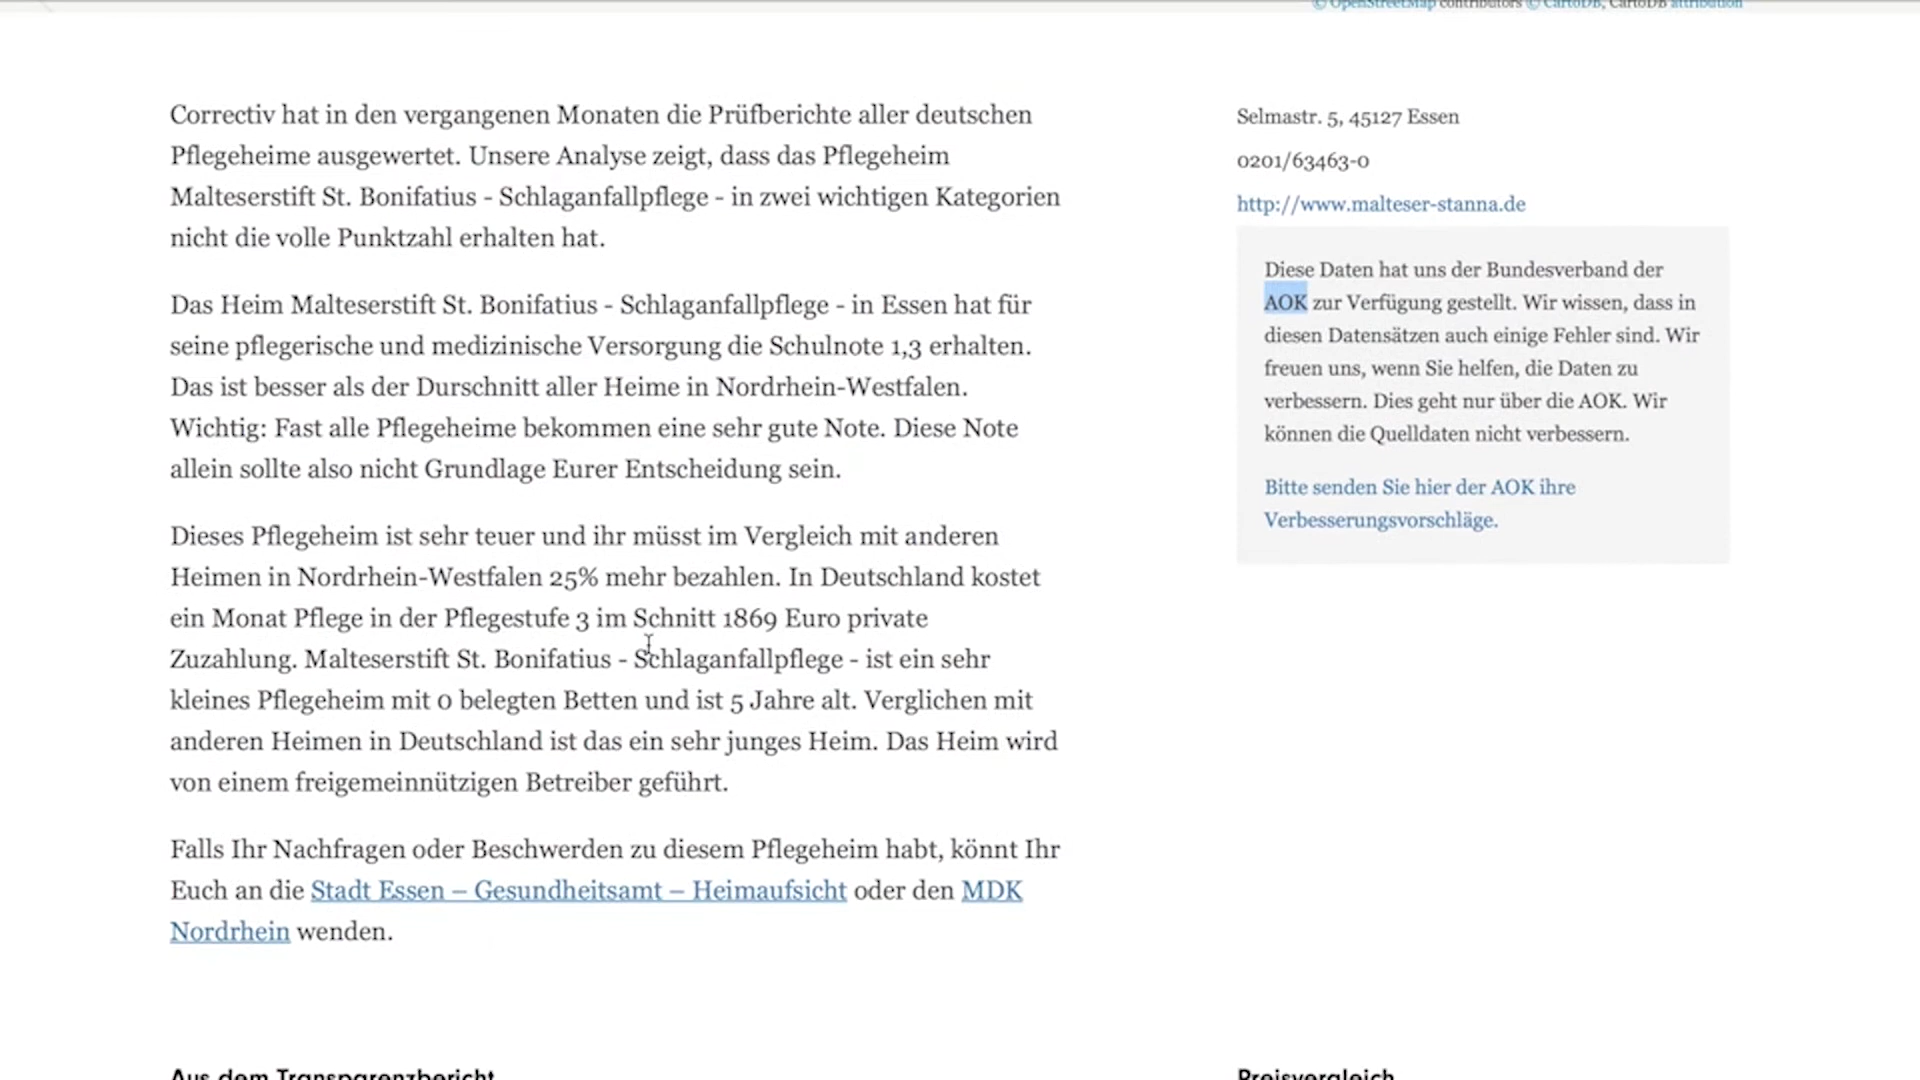 © OpenStreetMap contributors © CartoDB, CartoDB attribution
Correctiv hat in den vergangenen Monaten die Prüfberichte aller deutschen
Pflegeheime ausgewertet. Unsere Analyse zeigt, dass das Pflegeheim
Malteserstift St. Bonifatius - Schlaganfallpflege - in zwei wichtigen Kategorien
nicht die volle Punktzahl erhalten hat.
Das Heim Malteserstift St. Bonifatius - Schlaganfallpflege - in Essen hat für
seine pflegerische und medizinische Versorgung die Schulnote 1,3 erhalten.
Das ist besser als der Durschnitt aller Heime in Nordrhein-Westfalen.
Wichtig: Fast alle Pflegeheime bekommen eine sehr gute Note. Diese Note
allein sollte also nicht Grundlage Eurer Entscheidung sein.
Dieses Pflegeheim ist sehr teuer und ihr müsst im Vergleich mit anderen
Heimen in Nordrhein-Westfalen 25% mehr bezahlen. In Deutschland kostet
ein Monat Pflege in der Pflegestufe 3 im Schnitt 1869 Euro private
Zuzahlung. Malteserstift St. Bonifatius - Schlaganfallpflege - ist ein sehr
kleines Pflegeheim mit 0 belegten Betten und ist 5 Jahre alt. Verglichen mit
anderen Heimen in Deutschland ist das ein sehr junges Heim. Das Heim wird
von einem freigemeinnützigen Betreiber geführt.
Falls Ihr Nachfragen oder Beschwerden zu diesem Pflegeheim habt, könnt Ihr
Euch an die Stadt Essen – Gesundheitsamt – Heimaufsicht oder den MDK
Nordrhein wenden.
Selmastr. 5, 45127 Essen
0201/63463-0
http://www.malteser-stanna.de
Diese Daten hat uns der Bundesverband der
AOK zur Verfügung gestellt. Wir wissen, dass in
diesen Datensätzen auch einige Fehler sind. Wir
freuen uns, wenn Sie helfen, die Daten zu
verbessern. Dies geht nur über die AOK. Wir
können die Quelldaten nicht verbessern.
Bitte senden Sie hier der AOK ihre
Verbesserungsvorschläge.
Aus dem Transparenzbericht
Preisvergleich